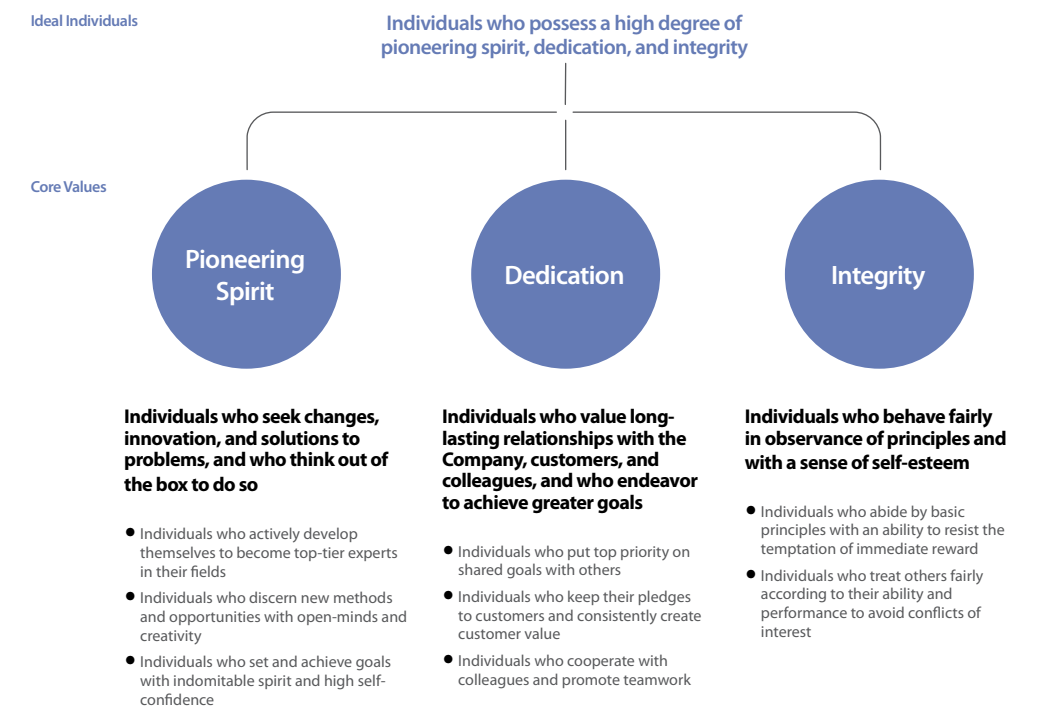 Ideal Individuals
Individuals who possess a high degree of
pioneering spirit, dedication, and integrity
Core Values
Pioneering
Spirit
Dedication
Integrity
Individuals who seek changes,
innovation, and solutions to
problems, and who think out of
the box to do so
● Individuals who actively develop
themselves to become top-tier experts
in their fields
● Individuals who discern new methods
and opportunities with open-minds and
creativity
● Individuals who set and achieve goals
with indomitable spirit and high self-
confidence
Individuals who value long-
lasting relationships with the
Company, customers, and
colleagues, and who endeavor
to achieve greater goals
● Individuals who put top priority on
shared goals with others
● Individuals who keep their pledges
to customers and consistently create
customer value
● Individuals who cooperate with
colleagues and promote teamwork
Individuals who behave fairly
in observance of principles and
with a sense of self-esteem
● Individuals who abide by basic
principles with an ability to resist the
temptation of immediate reward
● Individuals who treat others fairly
according to their ability and
performance to avoid conflicts of
interest